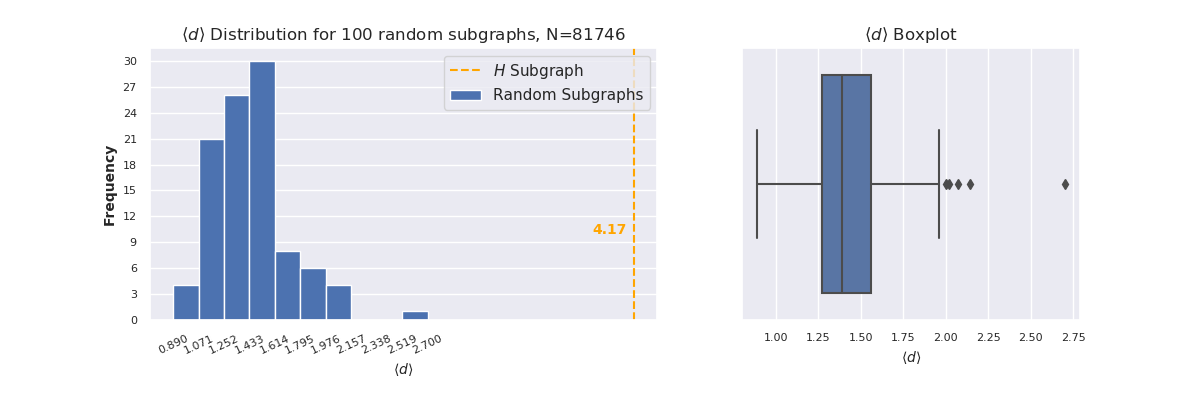 ⟨d⟩ Distribution for 100 random subgraphs, N=81746
H Subgraph
Random Subgraphs
4.17
Frequency
30
27
24
21
18
15
12
9
6
3
0
0.890 1.071 1.252 1.433 1.614 1.795 1.976 2.157 2.338 2.519 2.700
⟨d⟩
⟨d⟩ Boxplot
1.00 1.25 1.50 1.75 2.00 2.25 2.50 2.75
⟨d⟩